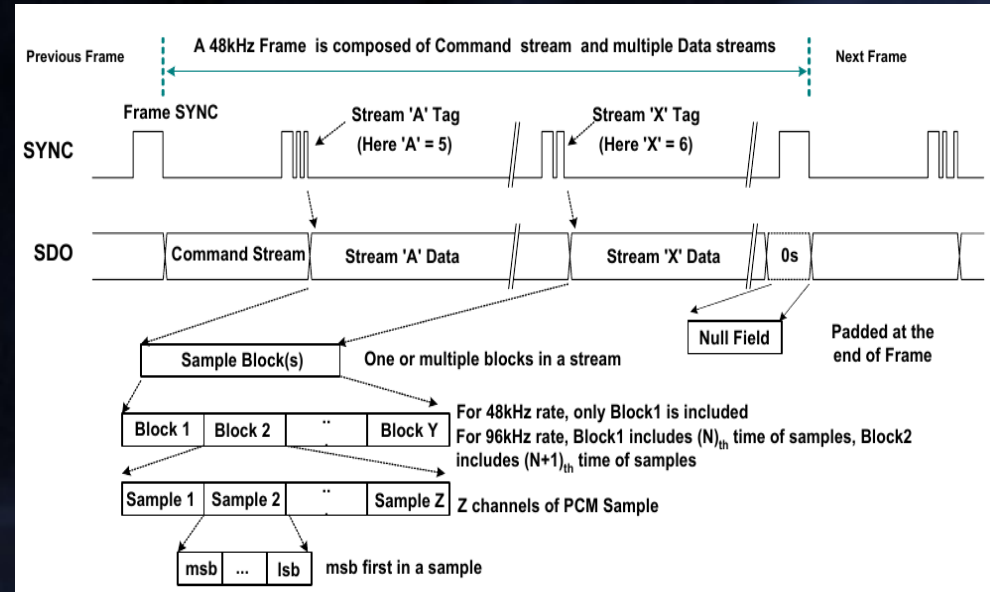 A 48kHz Frame is composed of Command stream and multiple Data streams
Previous Frame
Next Frame
Frame SYNC
Stream 'A' Tag
(Here 'A' = 5)
Stream 'X' Tag
(Here 'X' = 6)
SYNC
SDO
Command Stream
Stream 'A' Data
Stream 'X' Data
0s
Null Field
Padded at the
end of Frame
Sample Block(s)
One or multiple blocks in a stream
Block 1
Block 2
..
.
Block Y
For 48kHz rate, only Block1 is included
For 96kHz rate, Block1 includes (N)th time of samples, Block2
includes (N+1)th time of samples
Sample 1
Sample 2
..
.
Sample Z
Z channels of PCM Sample
msb
...
lsb
msb first in a sample